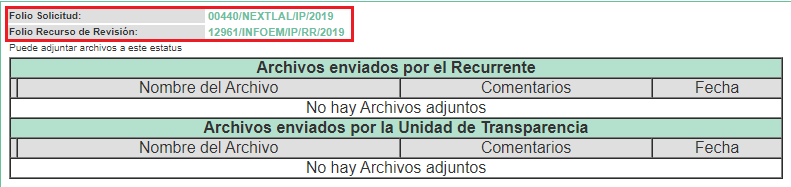 Folio Solicitud: 00440/NEXTLAL/IP/2019
Folio Recurso de Revisión: 12961/INFOEM/IP/RR/2019
Puede adjuntar archivos a este estatus
Archivos enviados por el Recurrente
Nombre del Archivo Comentarios Fecha
No hay Archivos adjuntos
Archivos enviados por la Unidad de Transparencia
Nombre del Archivo Comentarios Fecha
No hay Archivos adjuntos